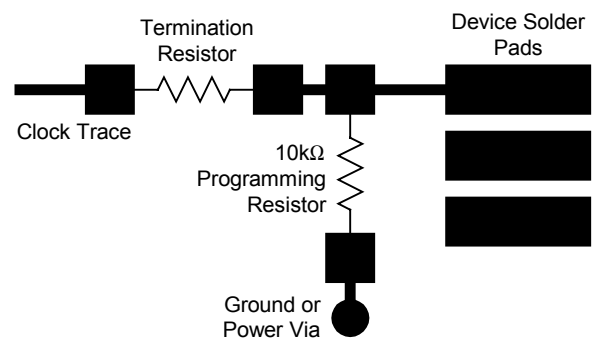 Termination
Resistor
Device Solder
Pads
Clock Trace
10kΩ
Programming
Resistor
Ground or
Power Via